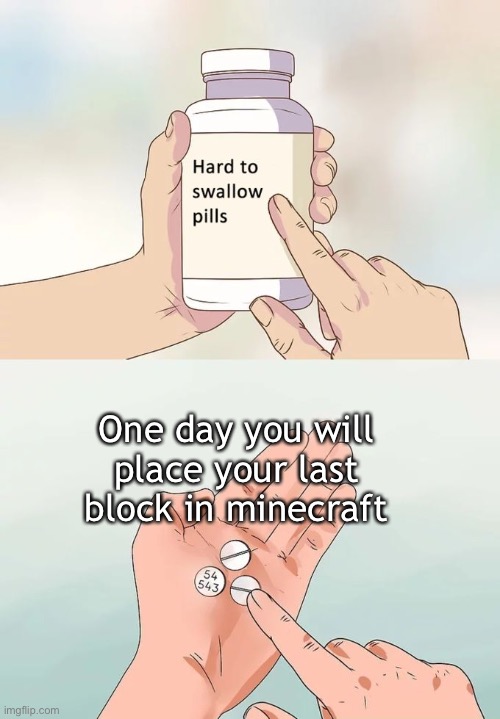 Hard to
swallow
pills
One day you will
place your last
block in minecraft
54
543
imgflip.com